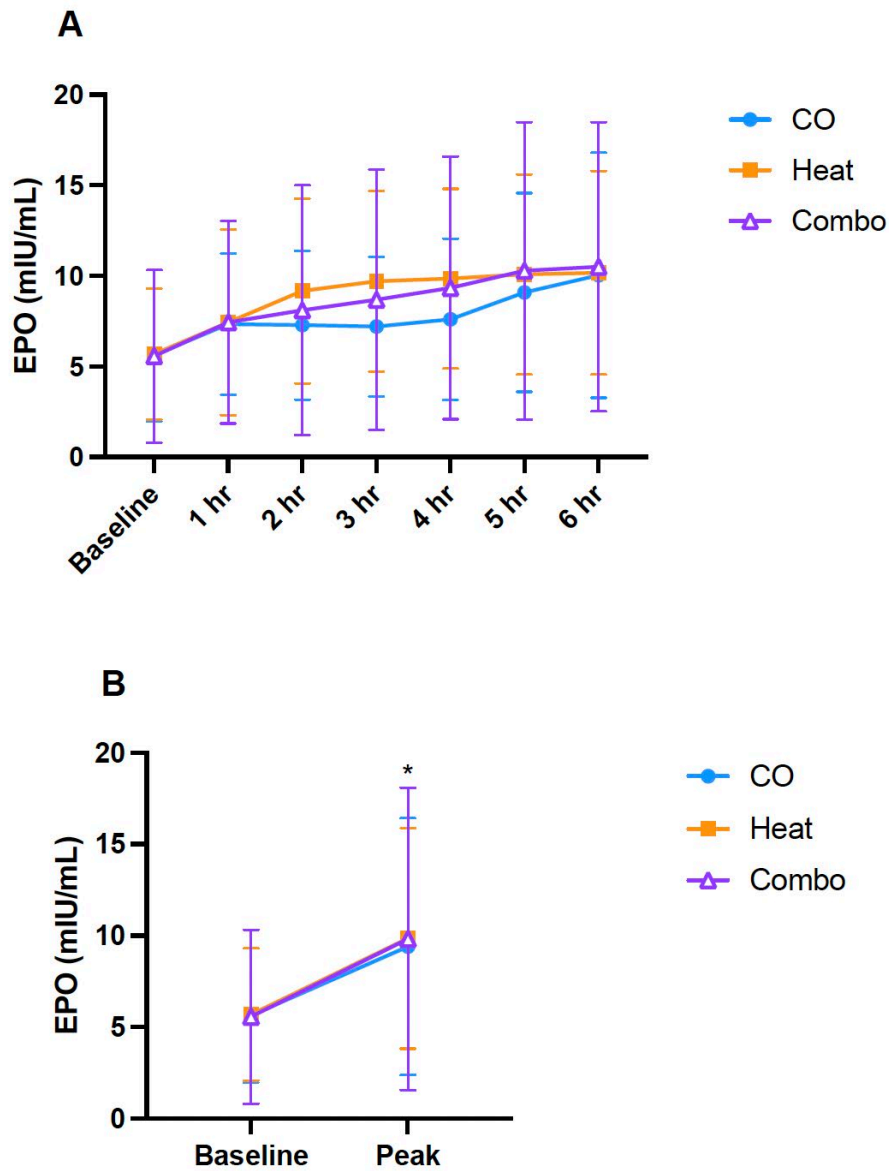 A
20
15
10
5
0
EPO (mIU/mL)
Baseline
1 hr
2 hr
3 hr
4 hr
5 hr
6 hr
CO
Heat
Combo
B
20
15
10
5
0
EPO (mIU/mL)
*
Baseline
Peak
CO
Heat
Combo